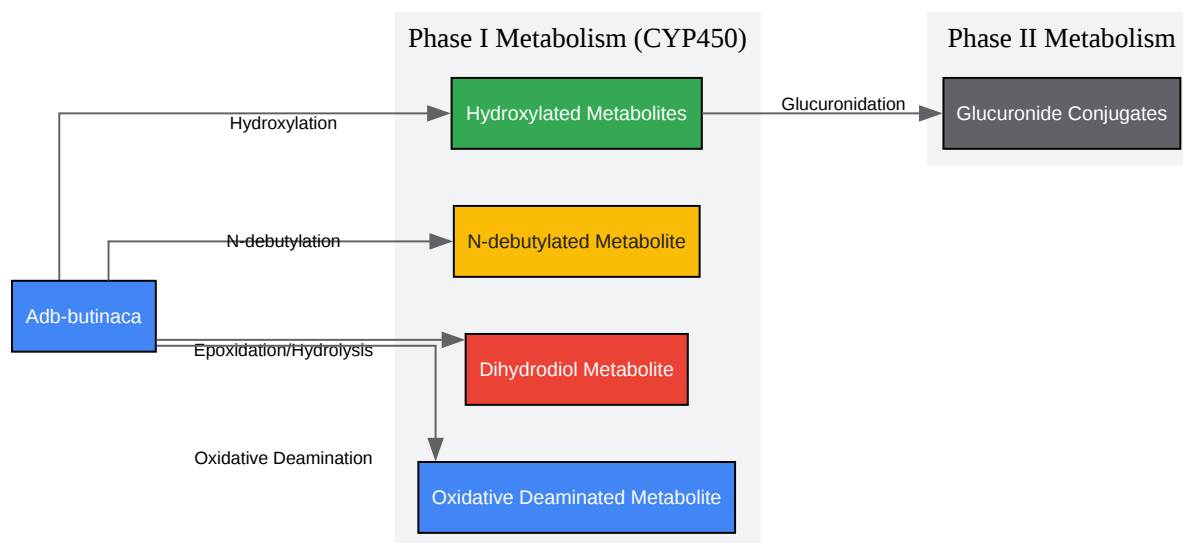 Phase I Metabolism (CYP450)
Phase II Metabolism
Hydroxylated Metabolites
Glucuronidation
Glucuronide Conjugates
Hydroxylation
N-debutylation
N-debutylated Metabolite
Adb-butinaca
Epoxidation/Hydrolysis
Dihydrodiol Metabolite
Oxidative Deamination
Oxidative Deaminated Metabolite